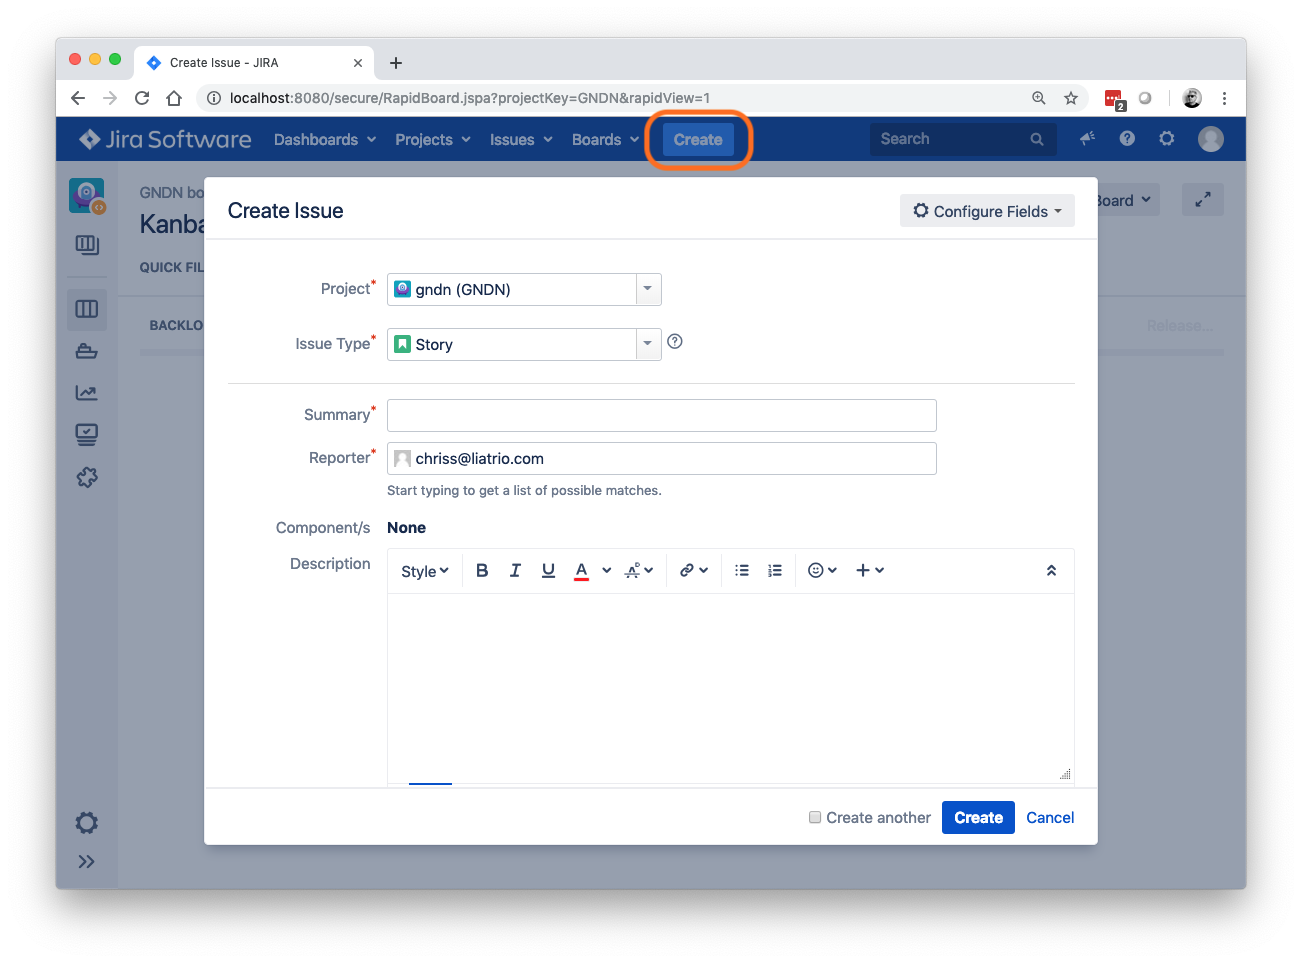 Create Issue - JIRA
localhost:8080/secure/RapidBoard.jspa?projectKey=GNDN&rapidView=1
2
Jira Software Dashboards Projects Issues Boards Create Search
GNDN bo
Kanba
Board
QUICK FIL
BACKLO
Release...
Create Issue
Configure Fields
Project*
gndn (GNDN)
Issue Type*
Story
Summary*
Reporter*
chriss@liatrio.com
Start typing to get a list of possible matches.
Component/s None
Description
Style B I U A
Create another Create Cancel